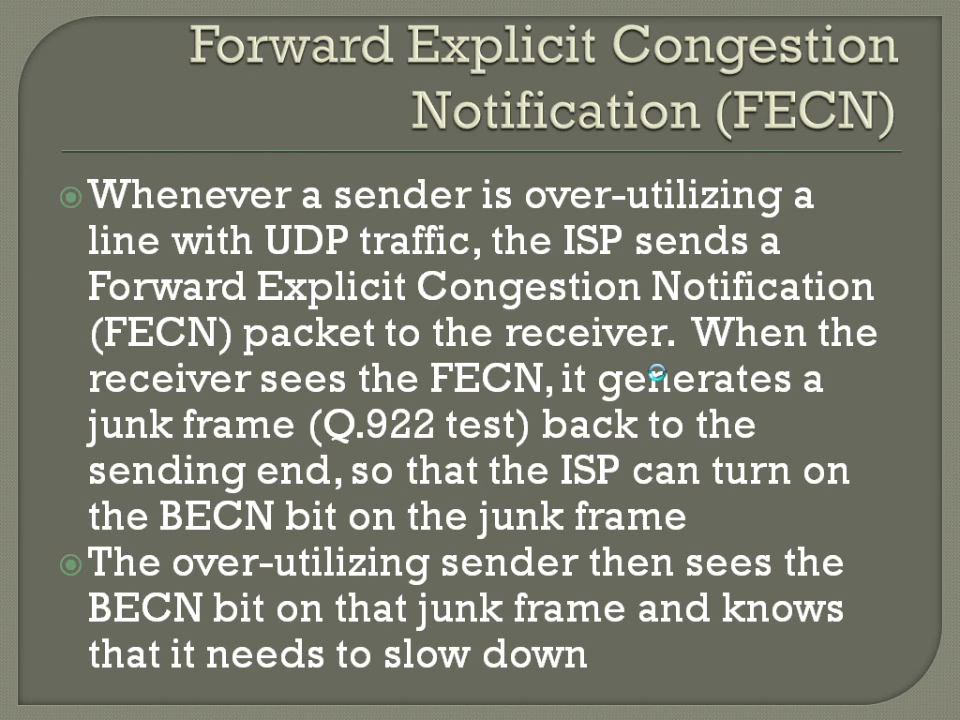 Forward Explicit Congestion
Notification (FECN)
Whenever a sender is over-utilizing a
line with UDP traffic, the ISP sends a
Forward Explicit Congestion Notification
(FECN) packet to the receiver.  When the
receiver sees the FECN, it generates a
junk frame (Q.922 test) back to the
sending end, so that the ISP can turn on
the BECN bit on the junk frame
The over-utilizing sender then sees the
BECN bit on that junk frame and knows
that it needs to slow down